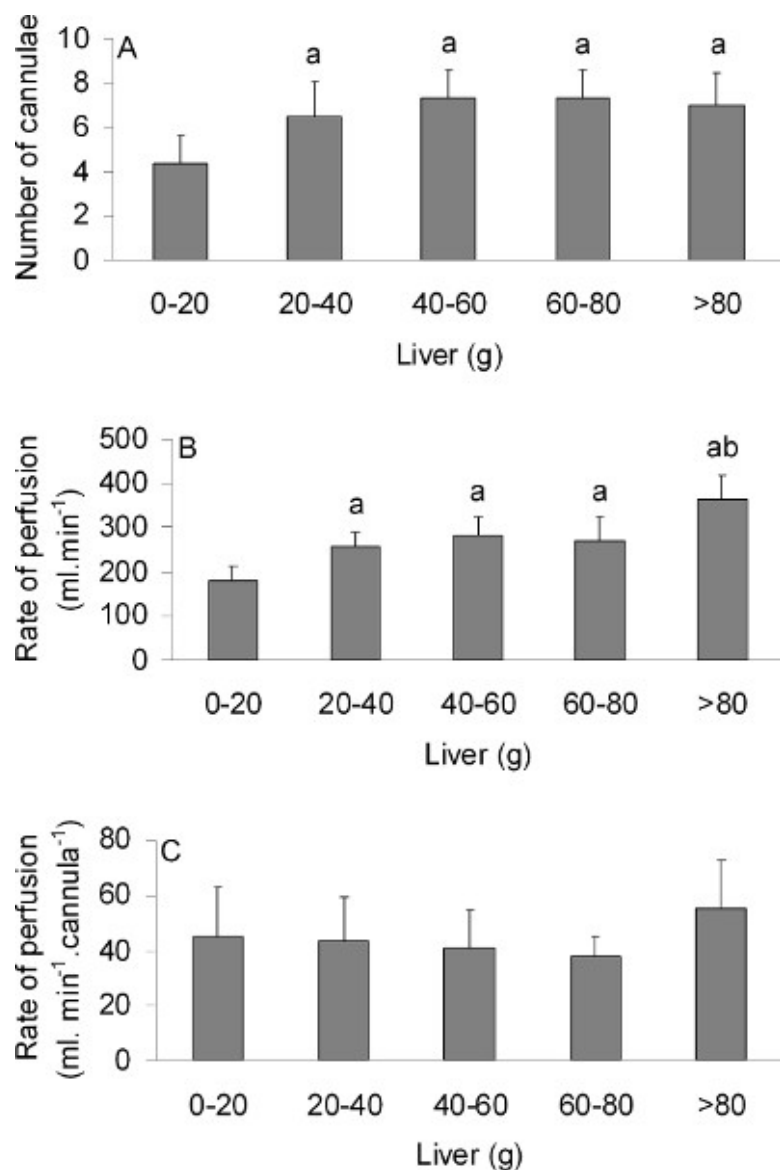 A
Number of cannulae
10
8
6
4
2
0
a a a a
0-20 20-40 40-60 60-80 >80
Liver (g)
B
Rate of perfusion
(ml.min⁻¹)
500
400
300
200
100
0
a a a ab
0-20 20-40 40-60 60-80 >80
Liver (g)
C
Rate of perfusion
(ml. min⁻¹.cannula⁻¹)
80
60
40
20
0
0-20 20-40 40-60 60-80 >80
Liver (g)